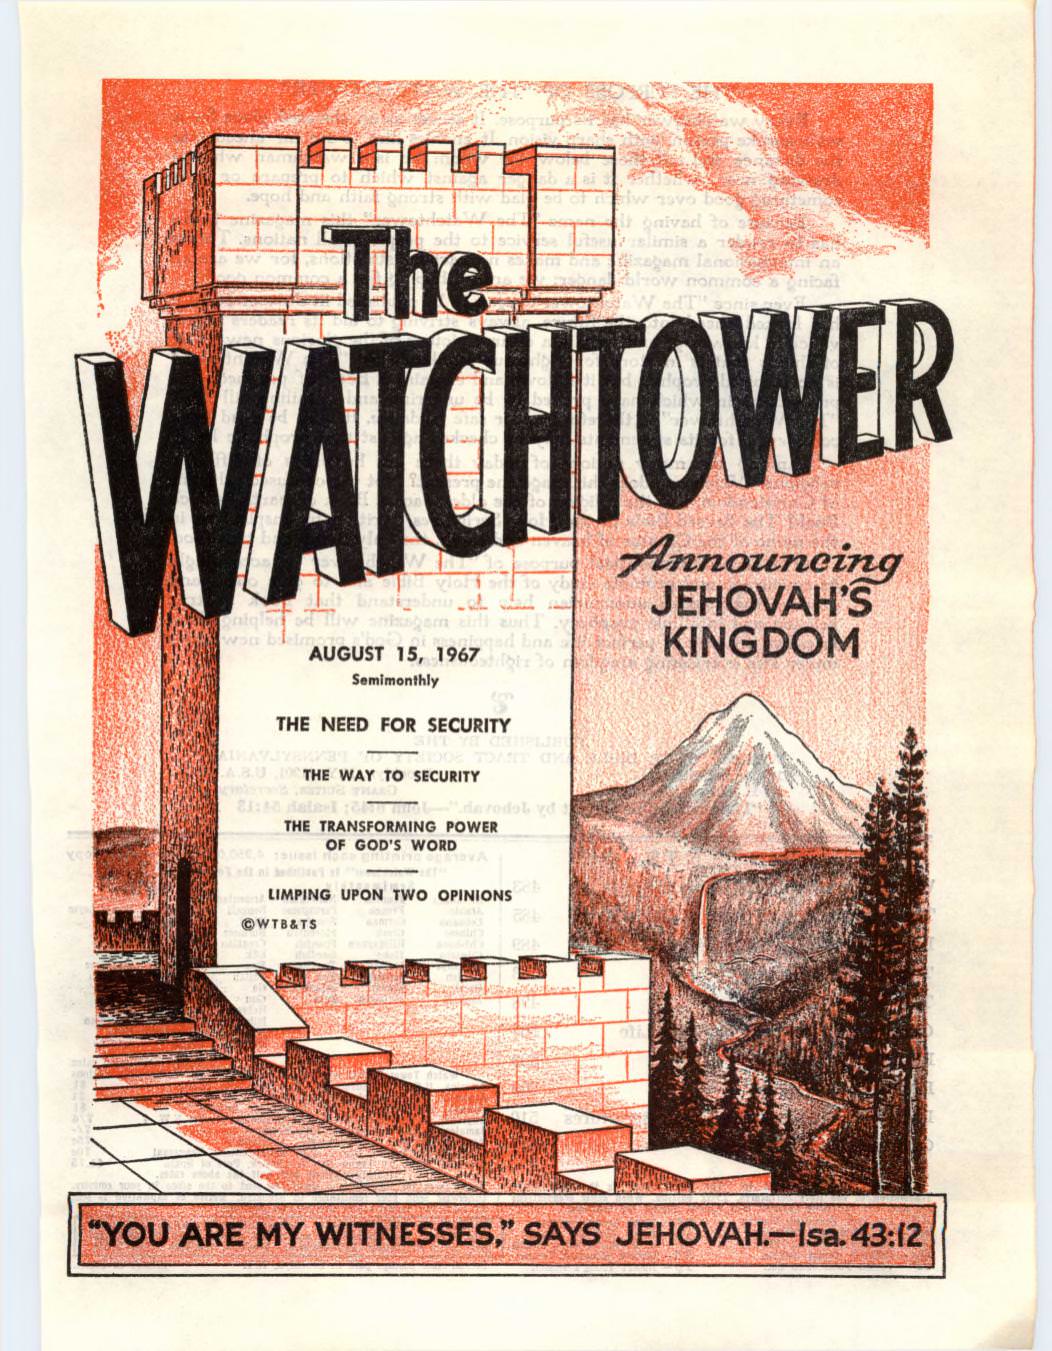 The
WATCHTOWER
Announcing
JEHOVAH'S
KINGDOM
AUGUST 15, 1967
Semimonthly
THE NEED FOR SECURITY
THE WAY TO SECURITY
THE TRANSFORMING POWER
OF GOD'S WORD
LIMPING UPON TWO OPINIONS
©WTB&TS
“YOU ARE MY WITNESSES,” SAYS JEHOVAH.—Isa. 43:12